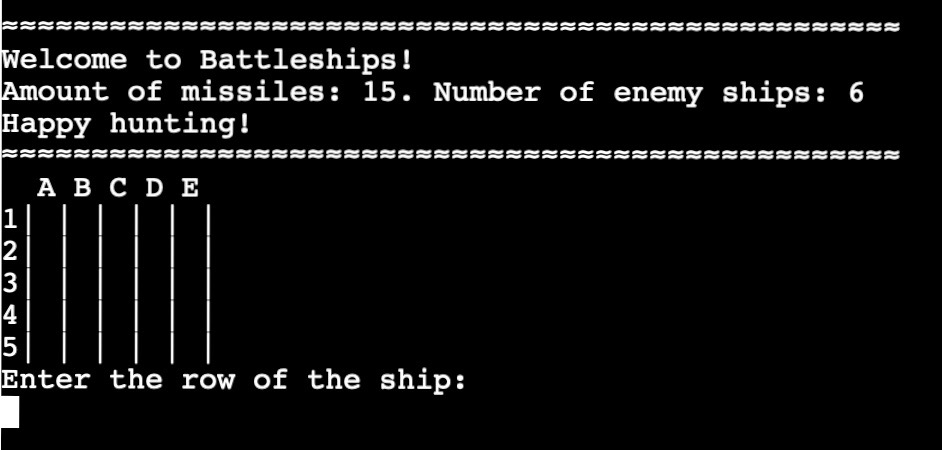 ≈≈≈≈≈≈≈≈≈≈≈≈≈≈≈≈≈≈≈≈≈≈≈≈≈≈≈≈≈≈≈≈≈≈≈≈≈≈≈≈≈≈≈≈≈≈≈≈≈≈
Welcome to Battleships!
Amount of missiles: 15. Number of enemy ships: 6
Happy hunting!
≈≈≈≈≈≈≈≈≈≈≈≈≈≈≈≈≈≈≈≈≈≈≈≈≈≈≈≈≈≈≈≈≈≈≈≈≈≈≈≈≈≈≈≈≈≈≈≈≈≈
  A B C D E
1| | | | | |
2| | | | | |
3| | | | | |
4| | | | | |
5| | | | | |
Enter the row of the ship: